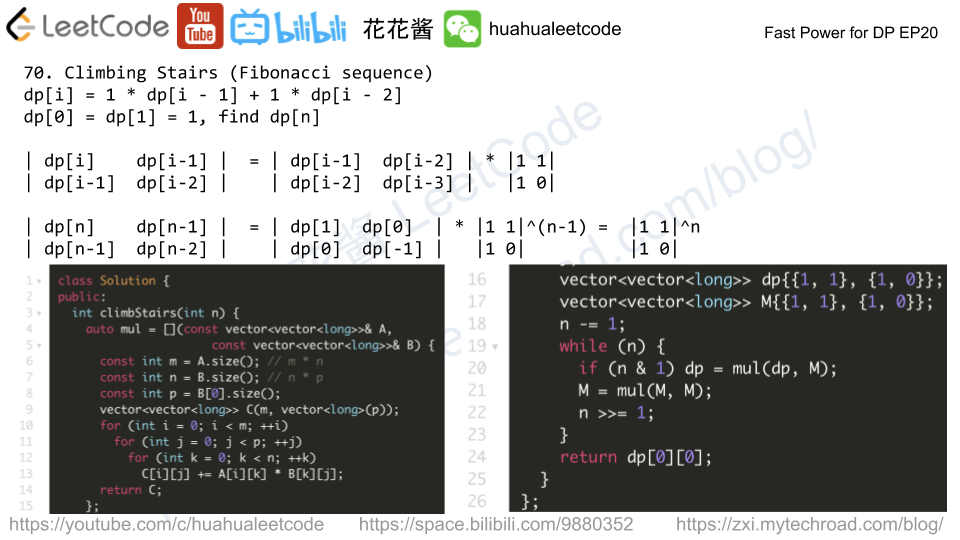 LeetCode You Tube bilibili 花花酱 huahualeetcode Fast Power for DP EP20
70. Climbing Stairs (Fibonacci sequence)
dp[i] = 1 * dp[i - 1] + 1 * dp[i - 2]
dp[0] = dp[1] = 1, find dp[n]
| dp[i] dp[i-1] | = | dp[i-1] dp[i-2] | * |1 1|
| dp[i-1] dp[i-2] | | dp[i-2] dp[i-3] | |1 0|
| dp[n] dp[n-1] | = | dp[1] dp[0] | * |1 1|^(n-1) = |1 1|^n
| dp[n-1] dp[n-2] | | dp[0] dp[-1] | |1 0| |1 0|
1 class Solution {
2 public:
3 int climbStairs(int n) {
4 auto mul = [](const vector<vector<long>>& A,
5 const vector<vector<long>>& B) {
6 const int m = A.size(); // m * n
7 const int n = B.size(); // n * p
8 const int p = B[0].size();
9 vector<vector<long>> C(m, vector<long>(p));
10 for (int i = 0; i < m; ++i)
11 for (int j = 0; j < p; ++j)
12 for (int k = 0; k < n; ++k)
13 C[i][j] += A[i][k] * B[k][j];
14 return C;
15 };
16 vector<vector<long>> dp{{1, 1}, {1, 0}};
17 vector<vector<long>> M{{1, 1}, {1, 0}};
18 n -= 1;
19 while (n) {
20 if (n & 1) dp = mul(dp, M);
21 M = mul(M, M);
22 n >>= 1;
23 }
24 return dp[0][0];
25 }
26 };
https://youtube.com/c/huahualeetcode https://space.bilibili.com/9880352 https://zxi.mytechroad.com/blog/